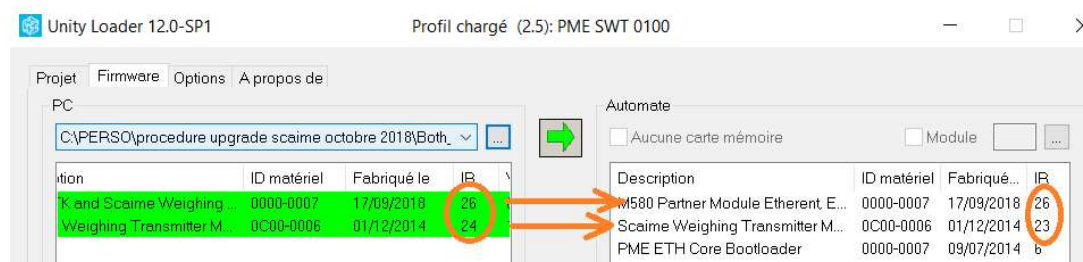 Unity Loader 12.0-SP1 Profil chargé (2.5): PME SWT 0100
Projet Firmware Options A propos de
PC Automate
C:\PERSO\procedure upgrade scaime octobre 2018\Both_ ... Aucune carte mémoire Module ...
tion ID matériel Fabriqué le IR Description ID matériel Fabriqué... IR
K and Scaime Weighing ... 0000-0007 17/09/2018 26 M580 Partner Module Etherent, E... 0000-0007 17/09/2018 26
Weighing Transmitter M... 0C00-0006 01/12/2014 24 Scaime Weighing Transmitter M... 0C00-0006 01/12/2014 23
PME ETH Core Bootloader 0000-0007 09/07/2014 6